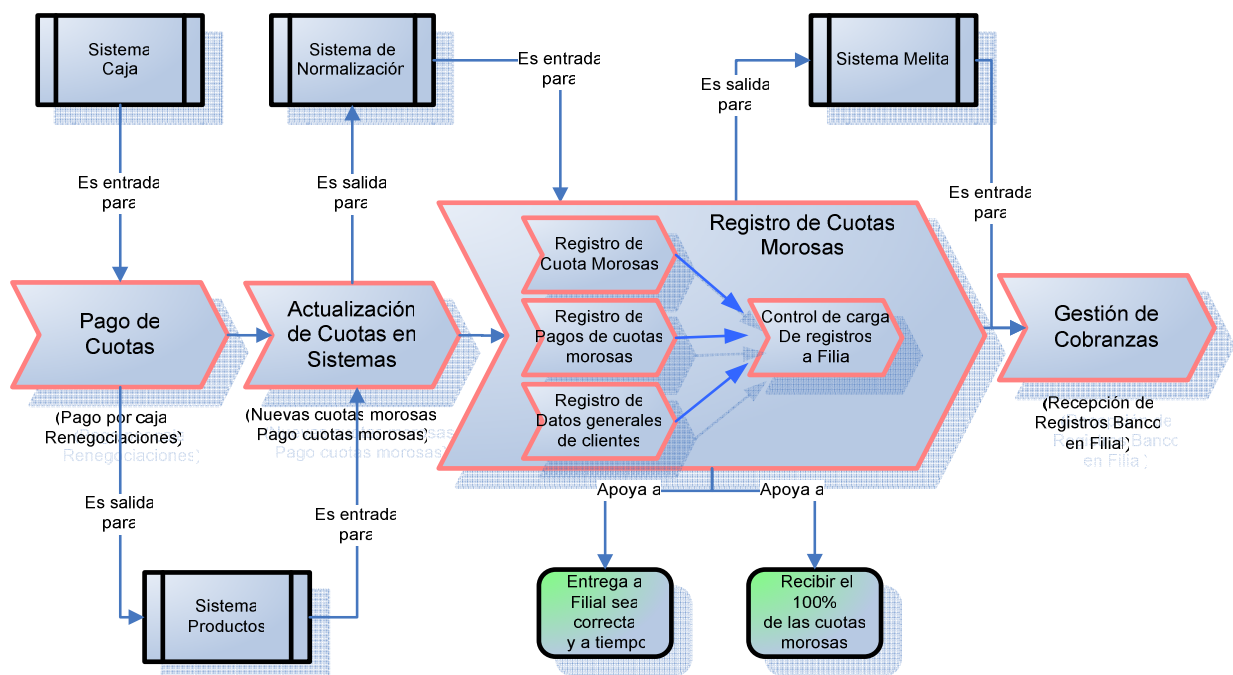 Sistema
Caja
Sistema de
Normalización
Es entrada
para
Sistema Melita
Es salida
para
Es entrada
para
Es salida
para
Es entrada
para
Registro de Cuotas
Morosas
Registro de
Cuota Morosas
Registro de
Pagos de cuotas
morosas
Registro de
Datos generales
de clientes
Control de carga
De registros
a Filia
Pago de
Cuotas
Actualización
de Cuotas en
Sistemas
Gestión de
Cobranzas
(Pago por caja
Renegociaciones)
(Nuevas cuotas morosas
Pago cuotas morosas)
(Recepción de
Registros Banco
en Filial)
Es salida
para
Es entrada
para
Apoya a
Apoya a
Sistema
Productos
Entrega a
Filial sea
correcta
y a tiempo
Recibir el
100%
de las cuotas
morosas